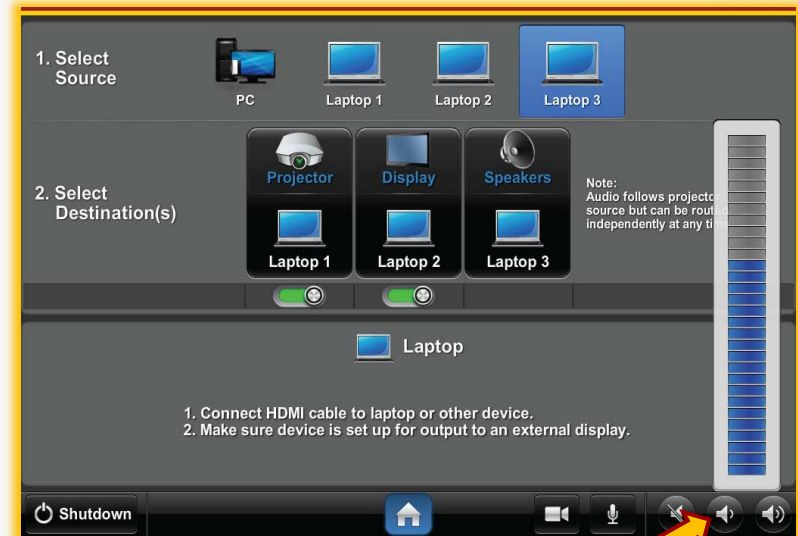 1. Select
Source
PC
Laptop 1
Laptop 2
Laptop 3
2. Select
Destination(s)
Projector
Display
Speakers
Laptop 1
Laptop 2
Laptop 3
Note:
Audio follows projector
source but can be routed
independently at any time
Laptop
1. Connect HDMI cable to laptop or other device.
2. Make sure device is set up for output to an external display.
Shutdown